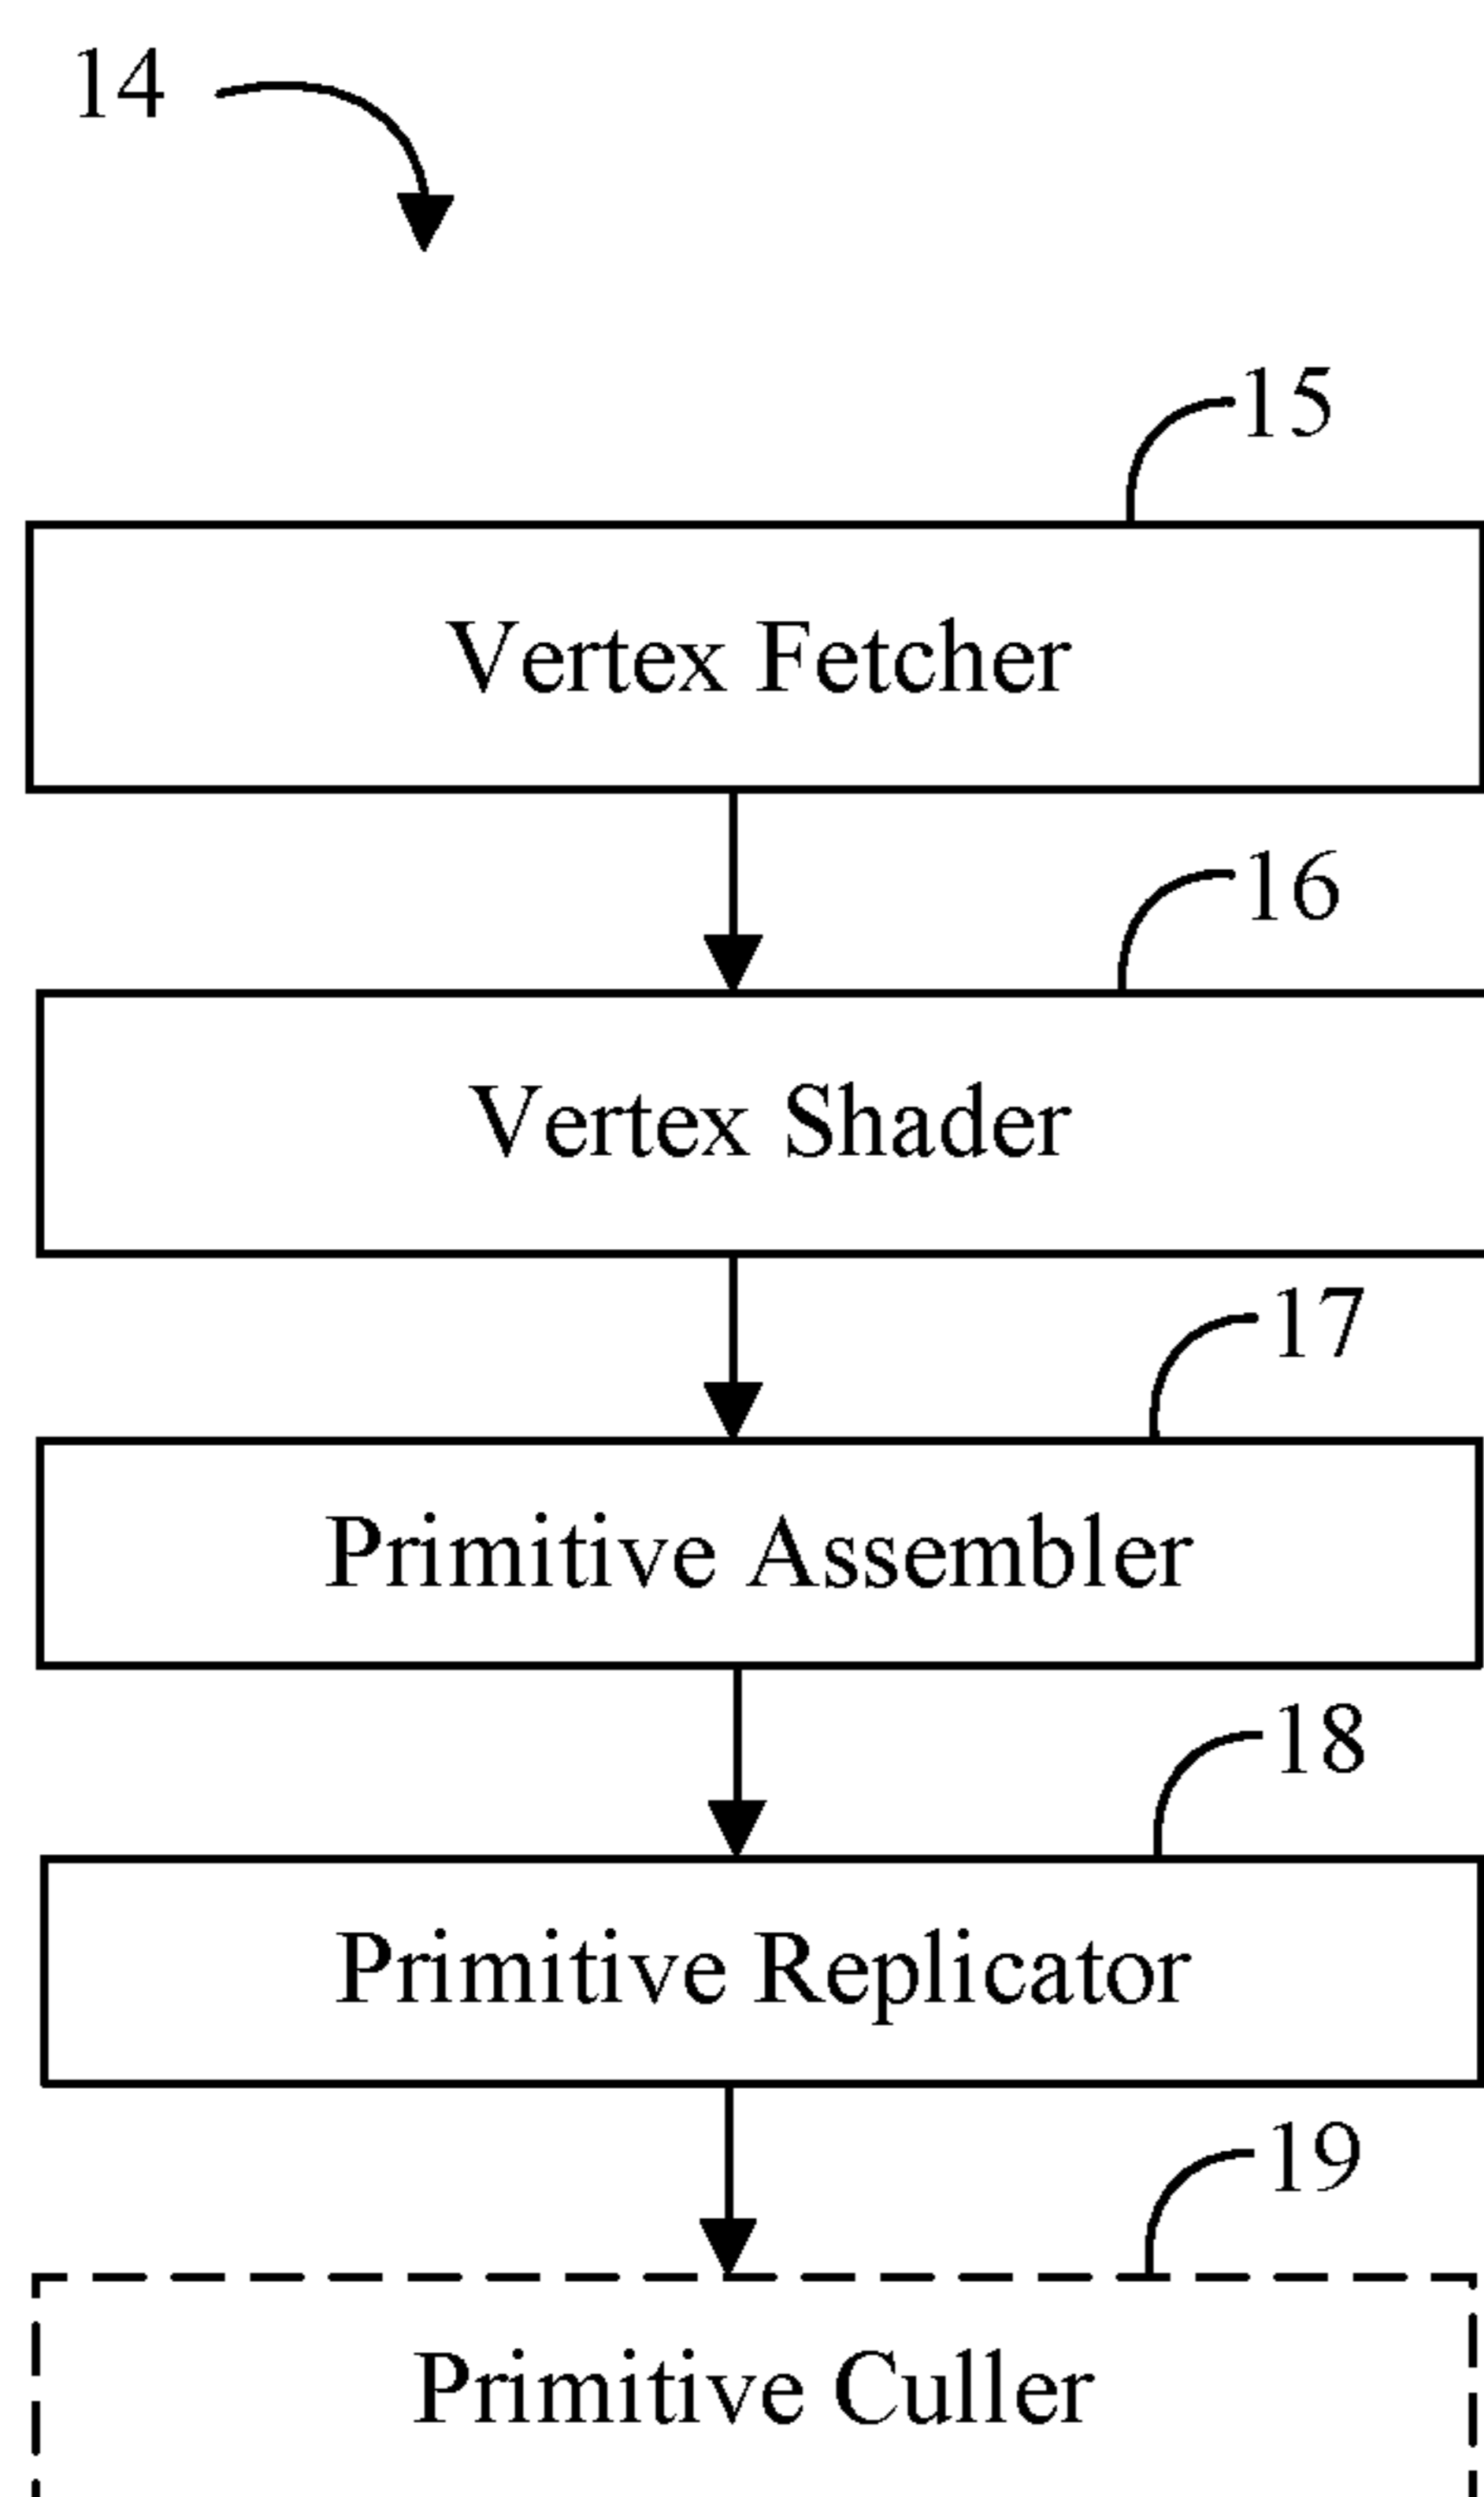 14
15
Vertex Fetcher
16
Vertex Shader
17
Primitive Assembler
18
Primitive Replicator
19
Primitive Culler